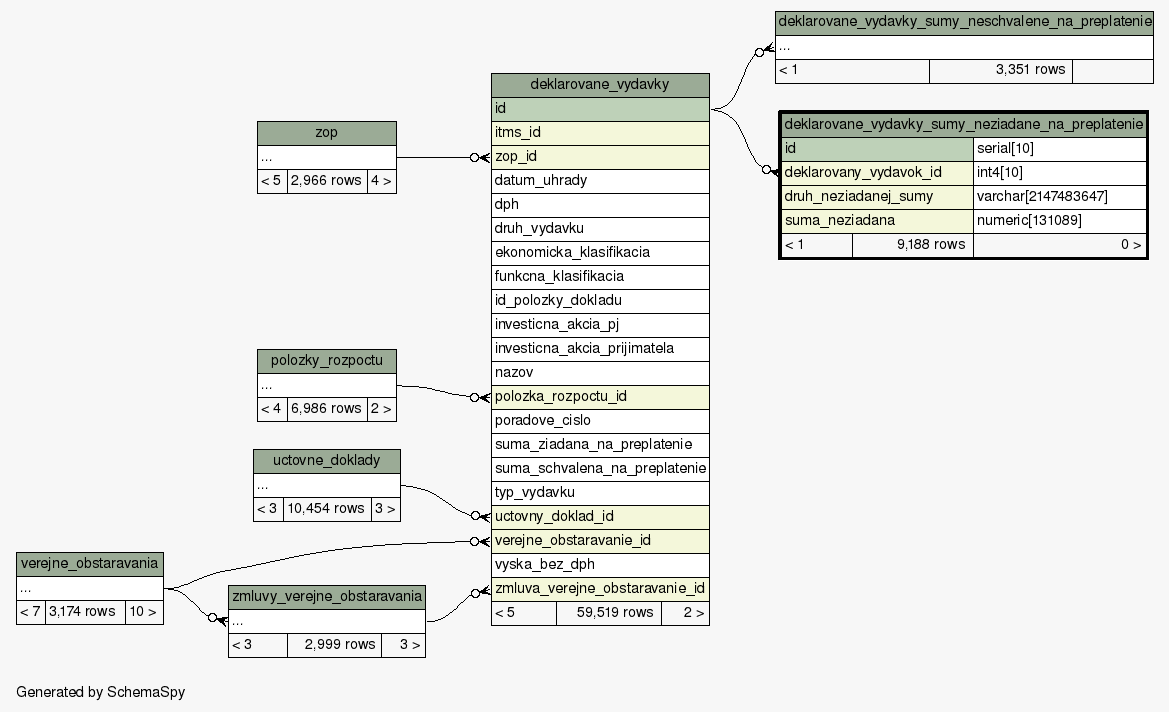 deklarovane_vydavky_sumy_neschvalene_na_preplatenie
...
< 1 3,351 rows
deklarovane_vydavky_sumy_neziadane_na_preplatenie
id serial[10]
deklarovany_vydavok_id int4[10]
druh_neziadanej_sumy varchar[2147483647]
suma_neziadana numeric[131089]
< 1 9,188 rows 0 >
deklarovane_vydavky
id
itms_id
zop_id
datum_uhrady
dph
druh_vydavku
ekonomicka_klasifikacia
funkcna_klasifikacia
id_polozky_dokladu
investicna_akcia_pj
investicna_akcia_prijimatela
nazov
polozka_rozpoctu_id
poradove_cislo
suma_ziadana_na_preplatenie
suma_schvalena_na_preplatenie
typ_vydavku
uctovny_doklad_id
verejne_obstaravanie_id
vyska_bez_dph
zmluva_verejne_obstaravanie_id
< 5 59,519 rows 2 >
zop
...
< 5 2,966 rows 4 >
polozky_rozpoctu
...
< 4 6,986 rows 2 >
uctovne_doklady
...
< 3 10,454 rows 3 >
verejne_obstaravania
...
< 7 3,174 rows 10 >
zmluvy_verejne_obstaravania
...
< 3 2,999 rows 3 >
Generated by SchemaSpy